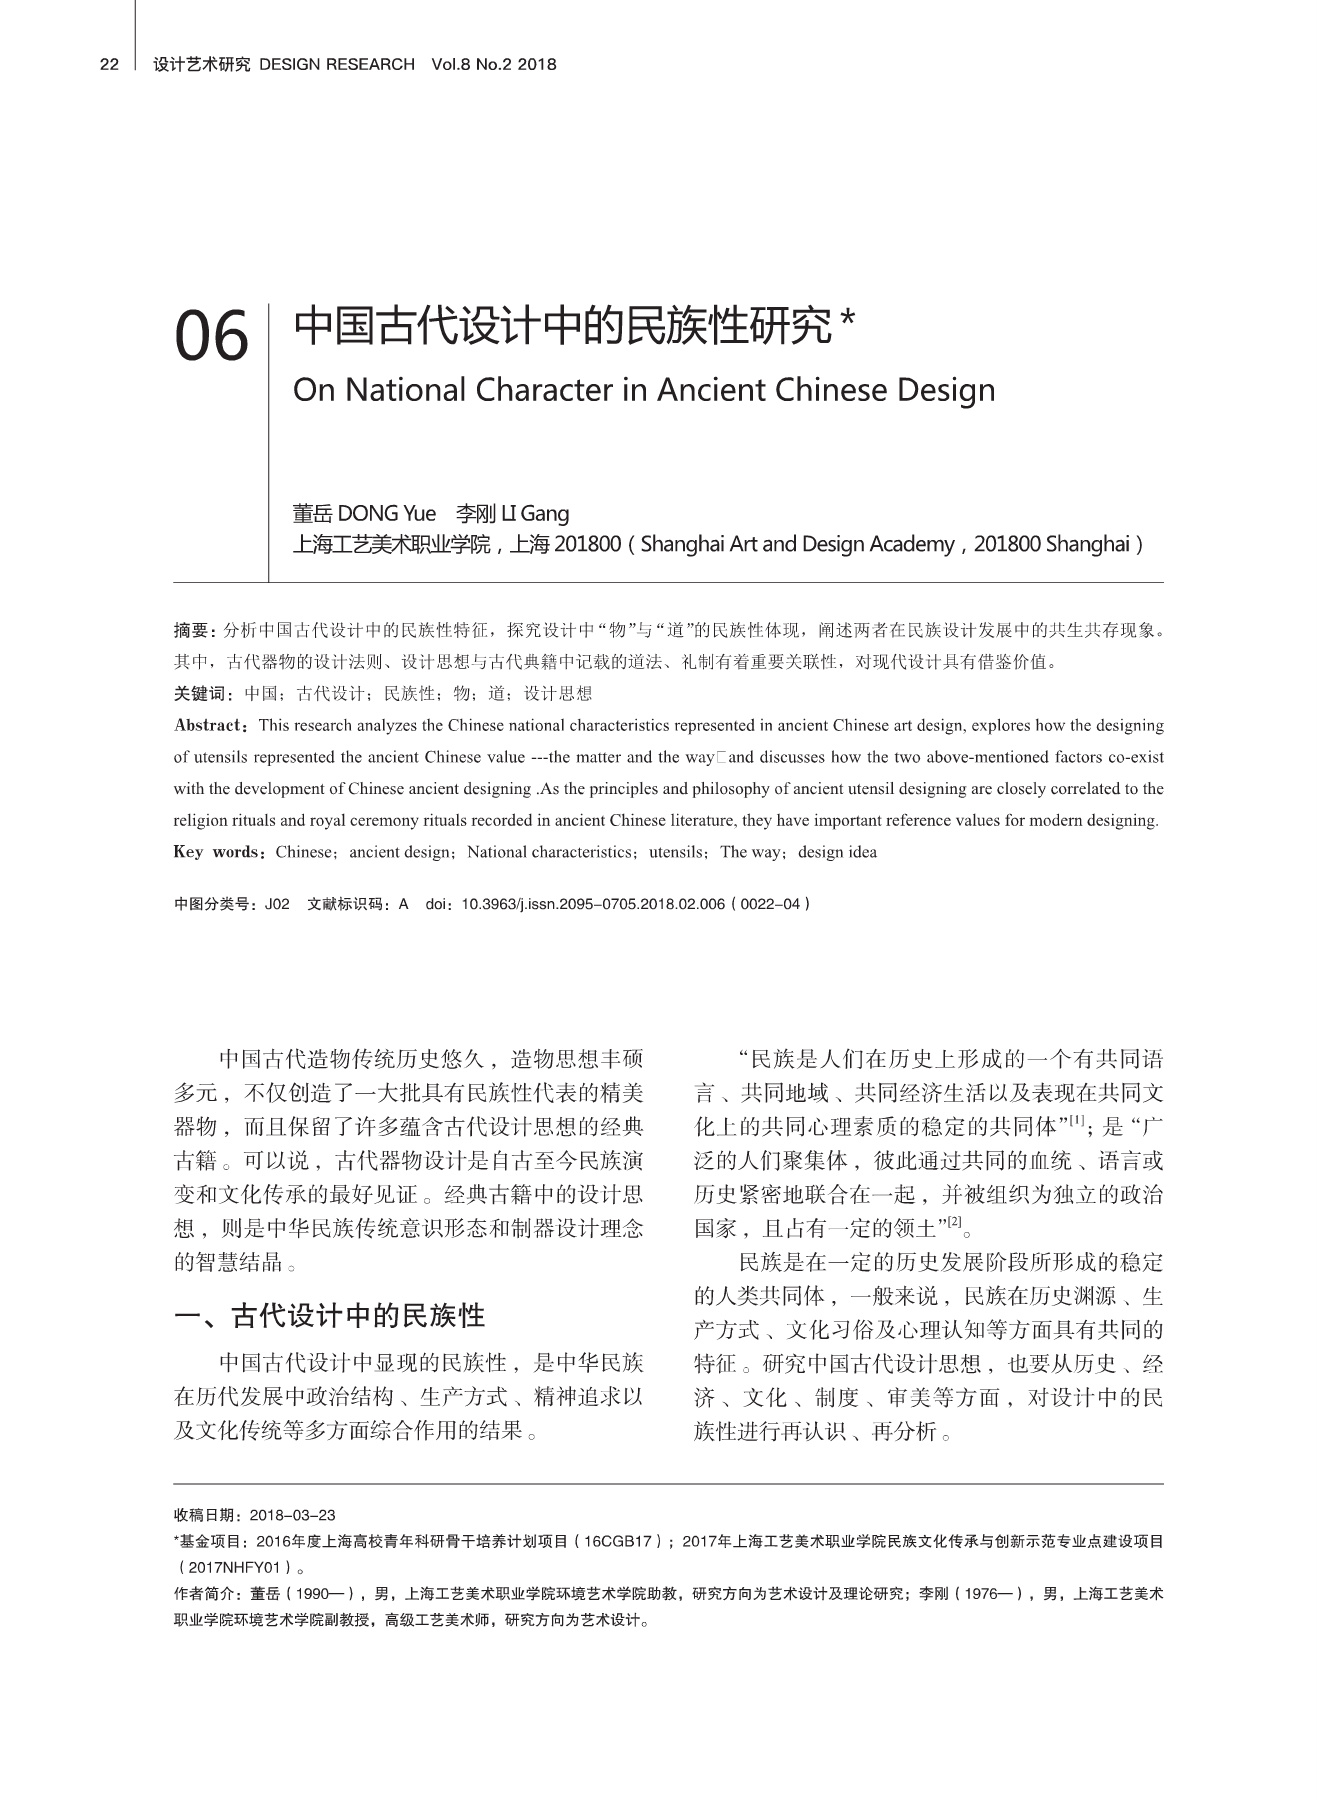 22 设计艺术研究 DESIGN RESEARCH Vol.8 No.2 2018
06
中国古代设计中的民族性研究*
On National Character in Ancient Chinese Design
董岳 DONG Yue 李刚 LI Gang
上海工艺美术职业学院，上海 201800（Shanghai Art and Design Academy，201800 Shanghai）
摘要：分析中国古代设计中的民族性特征，探究设计中“物”与“道”的民族性体现，阐述两者在民族设计发展中的共生共存现象。
其中，古代器物的设计法则、设计思想与古代典籍中记载的道法、礼制有着重要关联性，对现代设计具有借鉴价值。
关键词：中国；古代设计；民族性；物；道；设计思想
Abstract：This research analyzes the Chinese national characteristics represented in ancient Chinese art design, explores how the designing
of utensils represented the ancient Chinese value ---the matter and the way□and discusses how the two above-mentioned factors co-exist
with the development of Chinese ancient designing .As the principles and philosophy of ancient utensil designing are closely correlated to the
religion rituals and royal ceremony rituals recorded in ancient Chinese literature, they have important reference values for modern designing.
Key words：Chinese；ancient design；National characteristics；utensils；The way；design idea
中图分类号：J02 文献标识码：A doi：10.3963/j.issn.2095-0705.2018.02.006（0022-04）
中国古代造物传统历史悠久，造物思想丰硕
多元，不仅创造了一大批具有民族性代表的精美
器物，而且保留了许多蕴含古代设计思想的经典
古籍。可以说，古代器物设计是自古至今民族演
变和文化传承的最好见证。经典古籍中的设计思
想，则是中华民族传统意识形态和制器设计理念
的智慧结晶。
一、古代设计中的民族性
中国古代设计中显现的民族性，是中华民族
在历代发展中政治结构、生产方式、精神追求以
及文化传统等多方面综合作用的结果。
“民族是人们在历史上形成的一个有共同语
言、共同地域、共同经济生活以及表现在共同文
化上的共同心理素质的稳定的共同体”[1]；是“广
泛的人们聚集体，彼此通过共同的血统、语言或
历史紧密地联合在一起，并被组织为独立的政治
国家，且占有一定的领土”[2]。
民族是在一定的历史发展阶段所形成的稳定
的人类共同体，一般来说，民族在历史渊源、生
产方式、文化习俗及心理认知等方面具有共同的
特征。研究中国古代设计思想，也要从历史、经
济、文化、制度、审美等方面，对设计中的民
族性进行再认识、再分析。
收稿日期：2018-03-23
*基金项目：2016年度上海高校青年科研骨干培养计划项目（16CGB17）；2017年上海工艺美术职业学院民族文化传承与创新示范专业点建设项目
（2017NHFY01）。
作者简介：董岳（1990—），男，上海工艺美术职业学院环境艺术学院助教，研究方向为艺术设计及理论研究；李刚（1976—），男，上海工艺美术
职业学院环境艺术学院副教授，高级工艺美术师，研究方向为艺术设计。